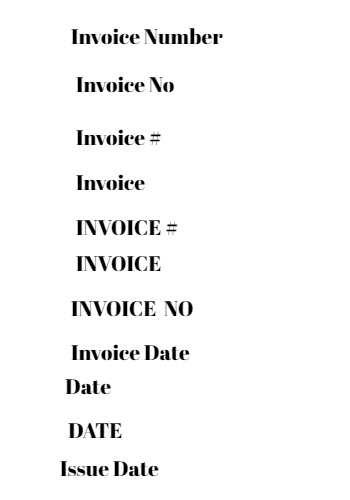 Invoice Number
Invoice No
Invoice #
Invoice
INVOICE #
INVOICE
INVOICE NO
Invoice Date
Date
DATE
Issue Date